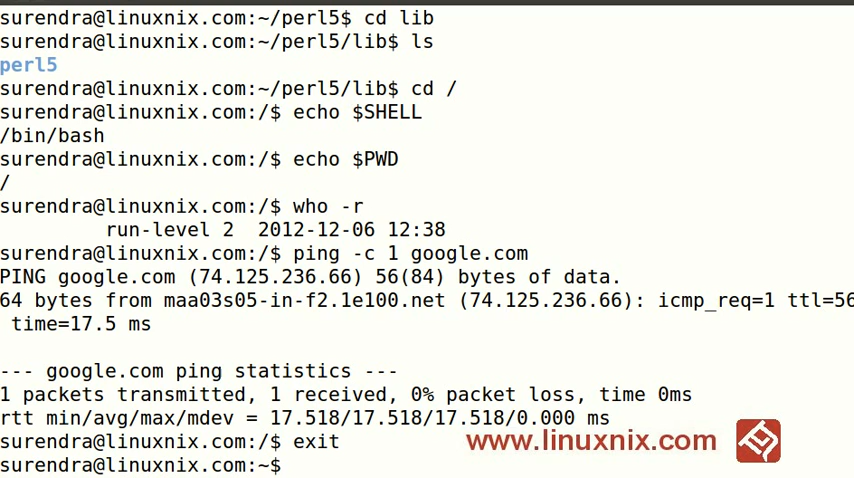 surendra@linuxnix.com:~/perl5$ cd lib
surendra@linuxnix.com:~/perl5/lib$ ls
perl5
surendra@linuxnix.com:~/perl5/lib$ cd /
surendra@linuxnix.com:/$ echo $SHELL
/bin/bash
surendra@linuxnix.com:/$ echo $PWD
/
surendra@linuxnix.com:/$ who -r
         run-level 2  2012-12-06 12:38
surendra@linuxnix.com:/$ ping -c 1 google.com
PING google.com (74.125.236.66) 56(84) bytes of data.
64 bytes from maa03s05-in-f2.1e100.net (74.125.236.66): icmp_req=1 ttl=56
 time=17.5 ms
--- google.com ping statistics ---
1 packets transmitted, 1 received, 0% packet loss, time 0ms
rtt min/avg/max/mdev = 17.518/17.518/17.518/0.000 ms
surendra@linuxnix.com:/$ exit
www.linuxnix.com
surendra@linuxnix.com:~$